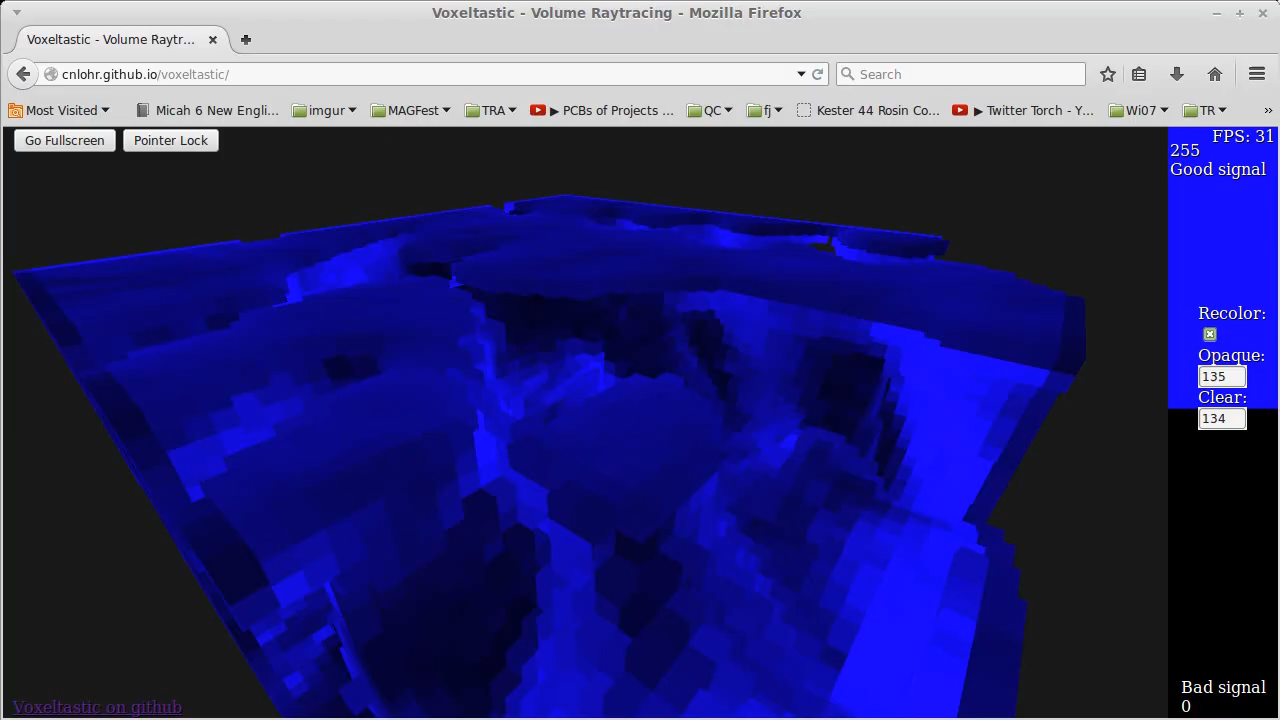 Voxeltastic - Volume Raytracing - Mozilla Firefox
Voxeltastic - Volume Raytr...
cnlohr.github.io/voxeltastic/
Search
Most Visited
Micah 6 New Engli...
imgur
MAGFest
TRA
▶ PCBs of Projects ...
QC
fj
Kester 44 Rosin Co...
▶ Twitter Torch - Y...
Wi07
TR
»
Go Fullscreen
Pointer Lock
FPS: 31
255
Good signal
Recolor:
Opaque:
135
Clear:
134
Bad signal
0
Voxeltastic on github